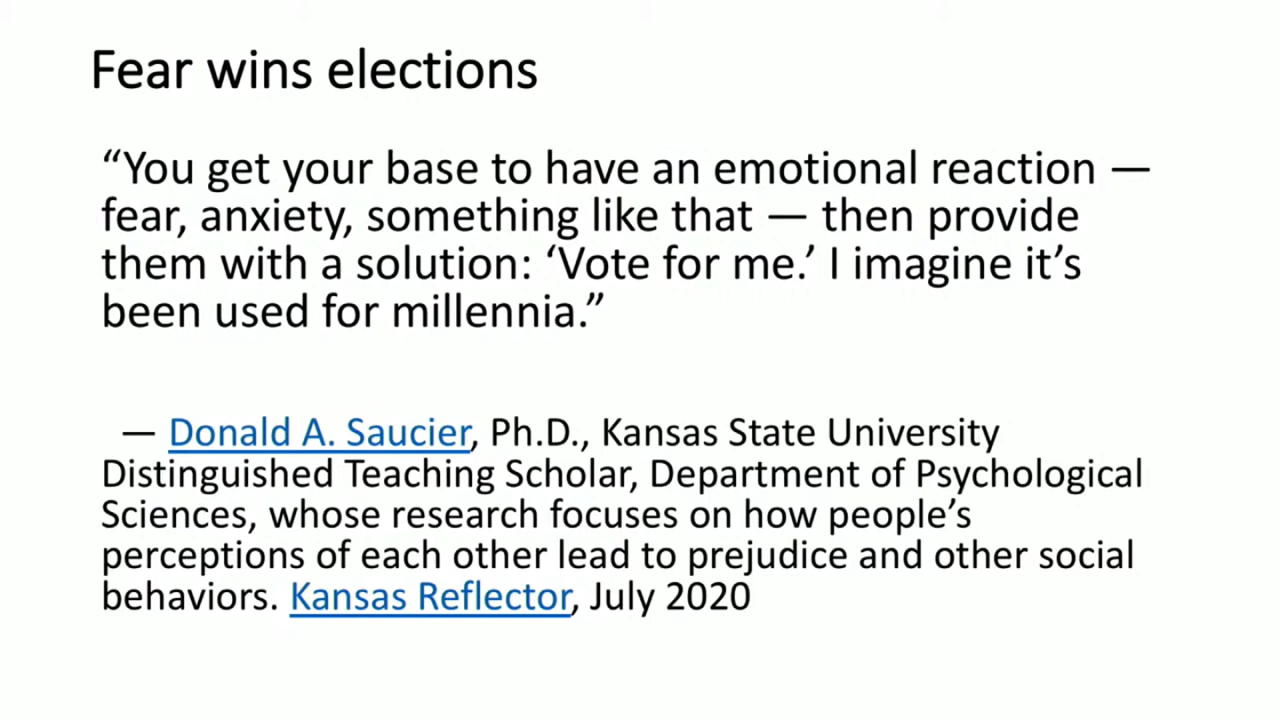 Fear wins elections
“You get your base to have an emotional reaction —
fear, anxiety, something like that — then provide
them with a solution: ‘Vote for me.’ I imagine it’s
been used for millennia.”
— Donald A. Saucier, Ph.D., Kansas State University
Distinguished Teaching Scholar, Department of Psychological
Sciences, whose research focuses on how people’s
perceptions of each other lead to prejudice and other social
behaviors. Kansas Reflector, July 2020